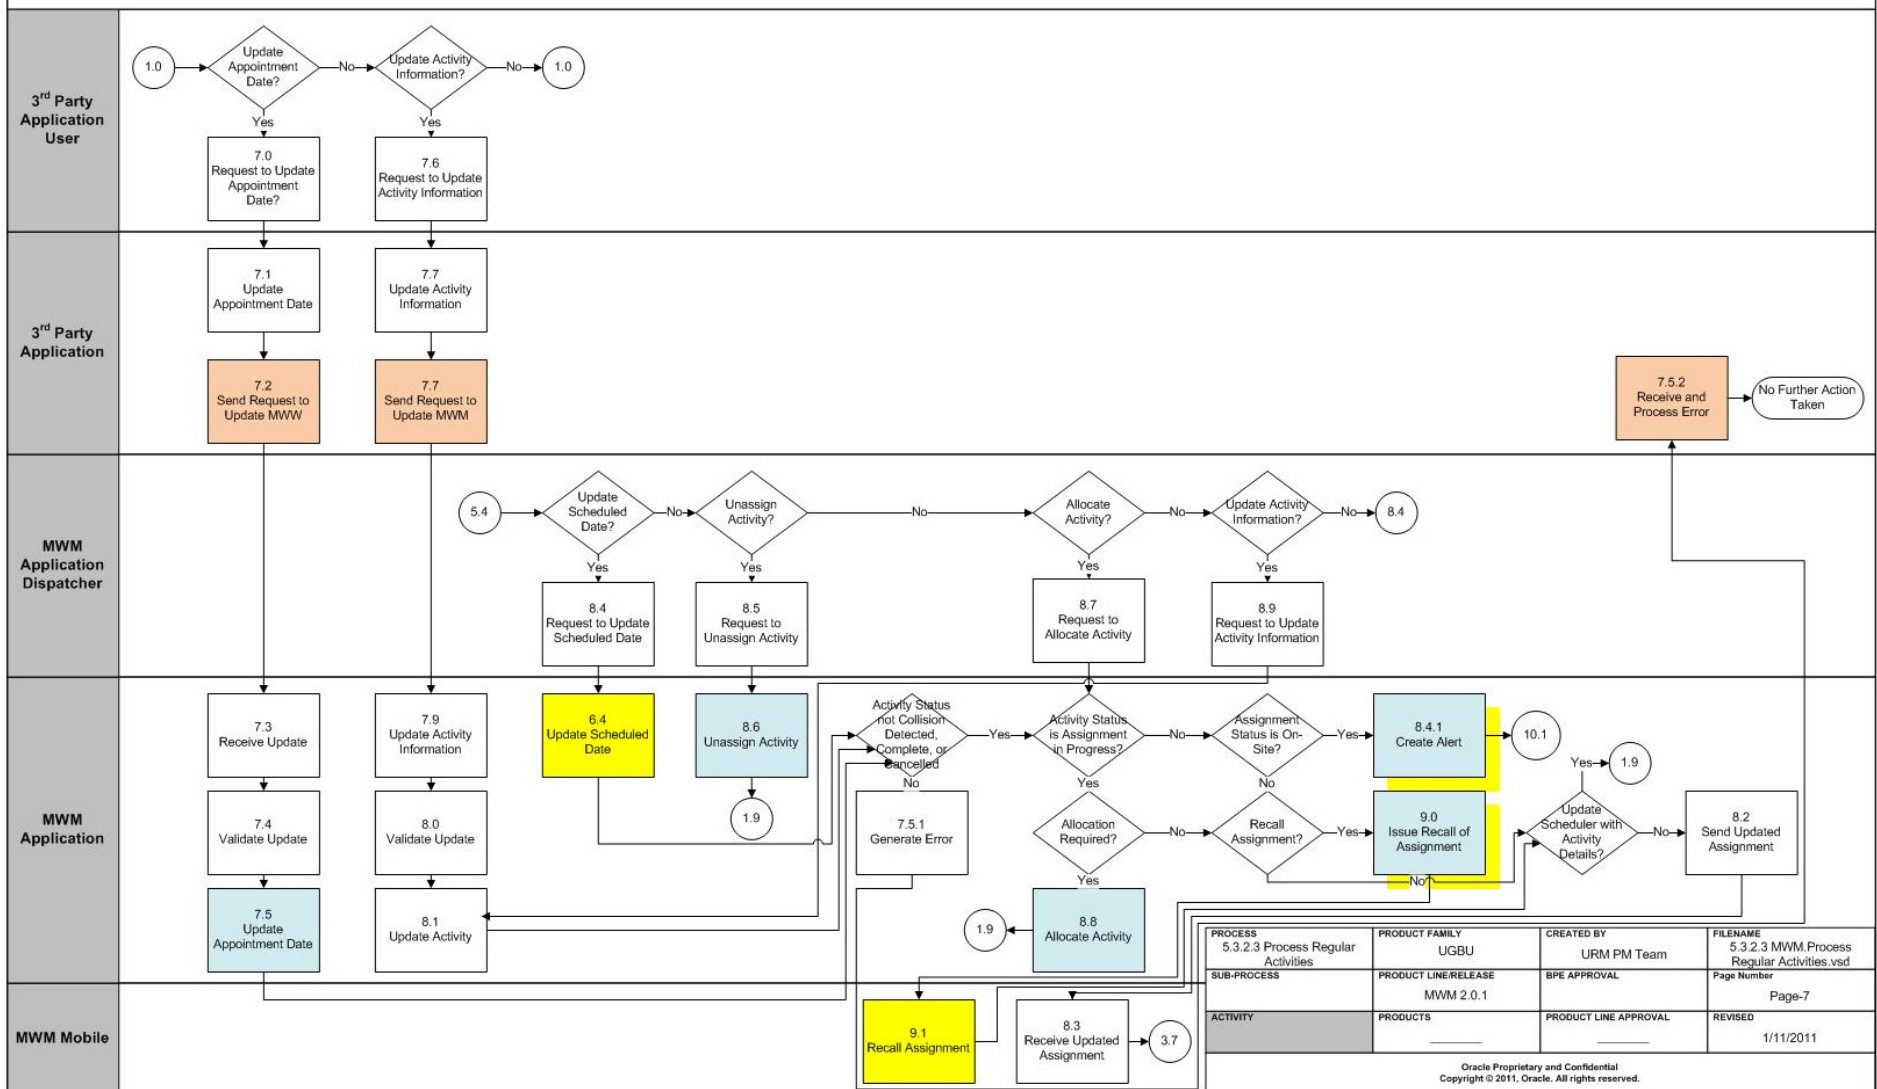 3rd Party
Application
User
1.0
Update
Appointment
Date?
No
Update Activity
Information?
No
1.0
Yes
Yes
7.0
Request to Update
Appointment
Date?
7.6
Request to Update
Activity Information
3rd Party
Application
7.1
Update
Appointment Date
7.7
Update Activity
Information
7.2
Send Request to
Update MWW
7.7
Send Request to
Update MWM
7.5.2
Receive and
Process Error
No Further Action
Taken
MWM
Application
Dispatcher
5.4
Update
Scheduled
Date?
No
Unassign
Activity?
No
Allocate
Activity?
No
Update Activity
Information?
No
8.4
Yes
Yes
Yes
Yes
8.4
Request to Update
Scheduled Date
8.5
Request to
Unassign Activity
8.7
Request to
Allocate Activity
8.9
Request to Update
Activity Information
MWM
Application
7.3
Receive Update
7.9
Update Activity
Information
6.4
Update Scheduled
Date
8.6
Unassign Activity
Activity Status
not Collision
Detected,
Complete, or
Cancelled
Yes
Activity Status
is Assignment
in Progress?
No
Assignment
Status is On-
Site?
Yes
8.4.1
Create Alert
10.1
Yes
1.9
No
Yes
No
7.4
Validate Update
8.0
Validate Update
1.9
7.5.1
Generate Error
Allocation
Required?
No
Recall
Assignment?
Yes
9.0
Issue Recall of
Assignment
Update
Scheduler with
Activity
Details?
No
8.2
Send Updated
Assignment
Yes
No
7.5
Update
Appointment Date
8.1
Update Activity
1.9
8.8
Allocate Activity
MWM Mobile
9.1
Recall Assignment
8.3
Receive Updated
Assignment
3.7
PROCESS
5.3.2.3 Process Regular
Activities
PRODUCT FAMILY
UGBU
CREATED BY
URM PM Team
FILENAME
5.3.2.3 MWM.Process
Regular Activities.vsd
SUB-PROCESS
PRODUCT LINE/RELEASE
MWM 2.0.1
BPE APPROVAL
Page Number
Page-7
ACTIVITY
PRODUCTS
PRODUCT LINE APPROVAL
REVISED
1/11/2011
Oracle Proprietary and Confidential
Copyright © 2011, Oracle. All rights reserved.